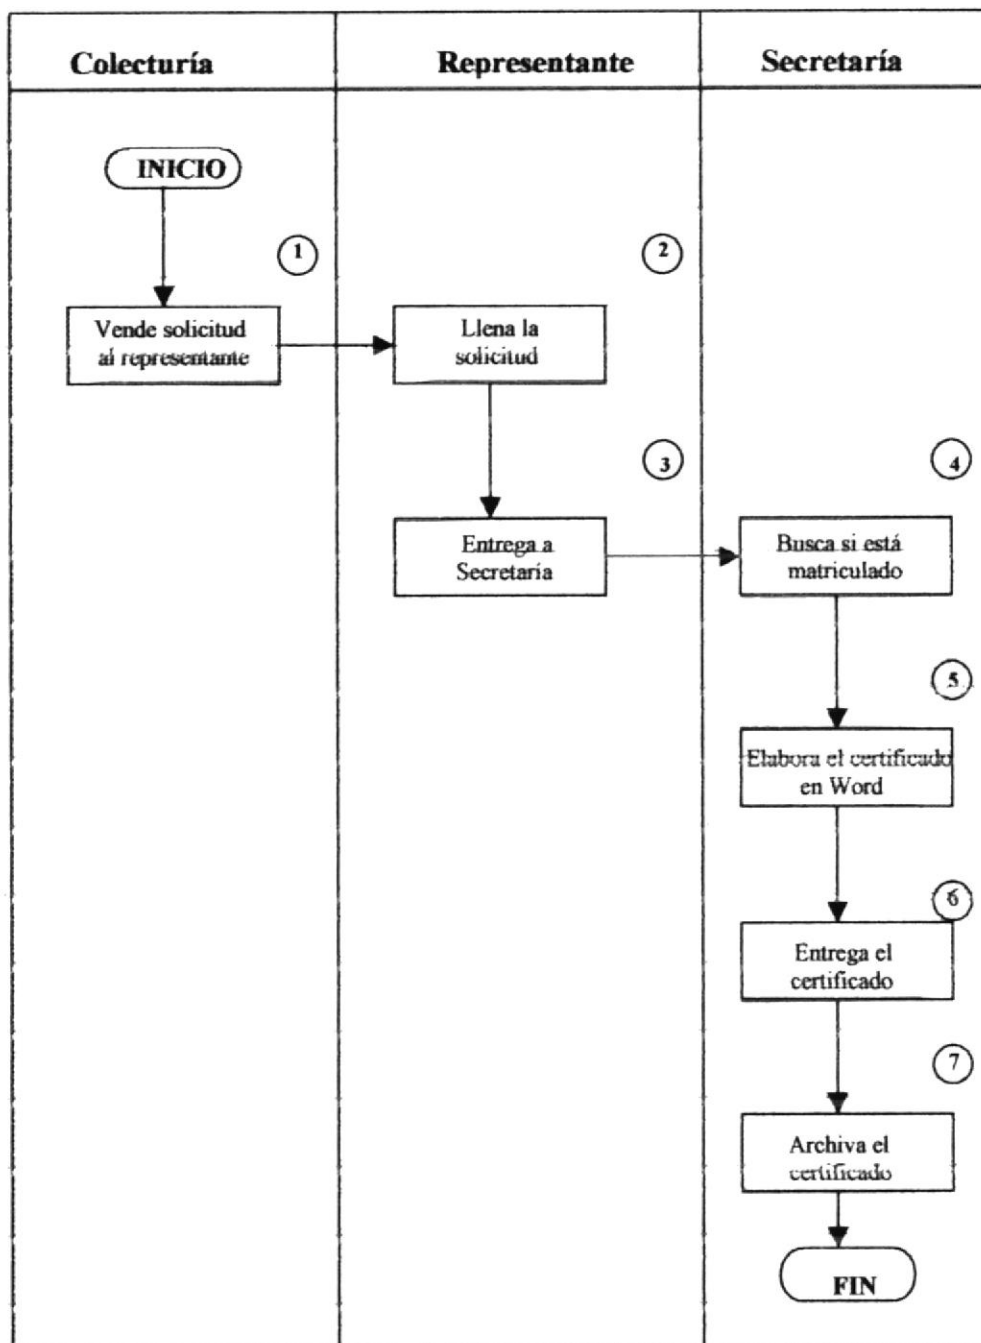 Colecturía
Representante
Secretaría
INICIO
1
Vende solicitud
al representante
2
Llena la
solicitud
3
Entrega a
Secretaría
4
Busca si está
matriculado
5
Elabora el certificado
en Word
6
Entrega el
certificado
7
Archiva el
certificado
FIN